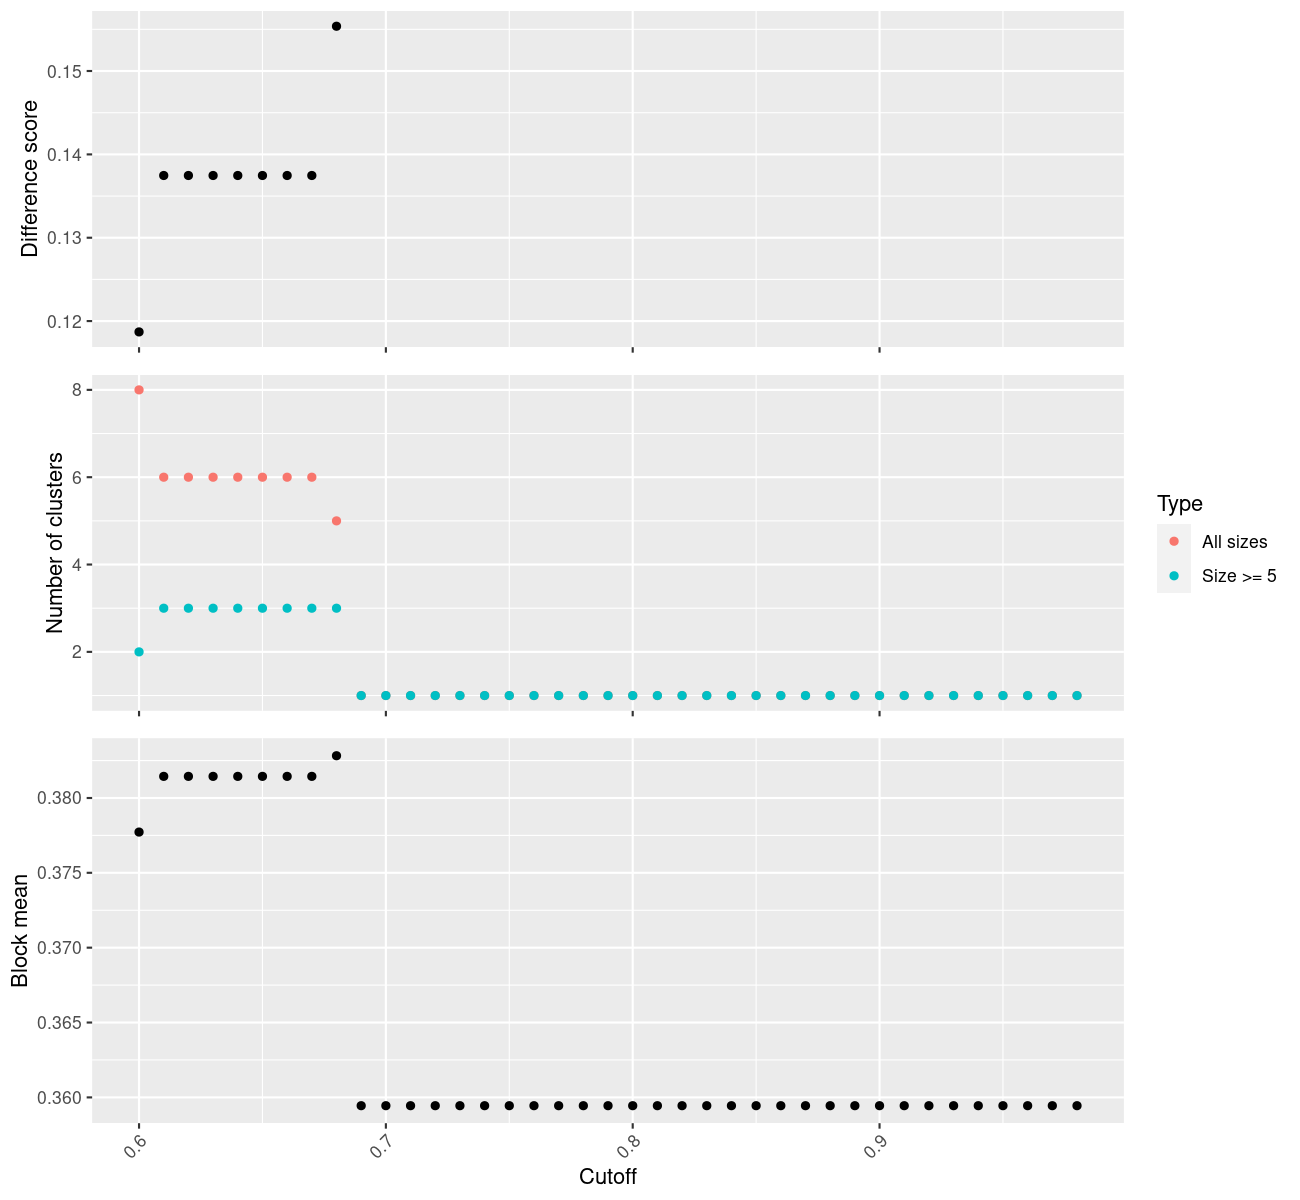 Difference score
0.15
0.14
0.13
0.12
Number of clusters
8
6
4
2
Type
All sizes
Size >= 5
Block mean
0.380
0.375
0.370
0.365
0.360
0.6
0.7
0.8
0.9
Cutoff